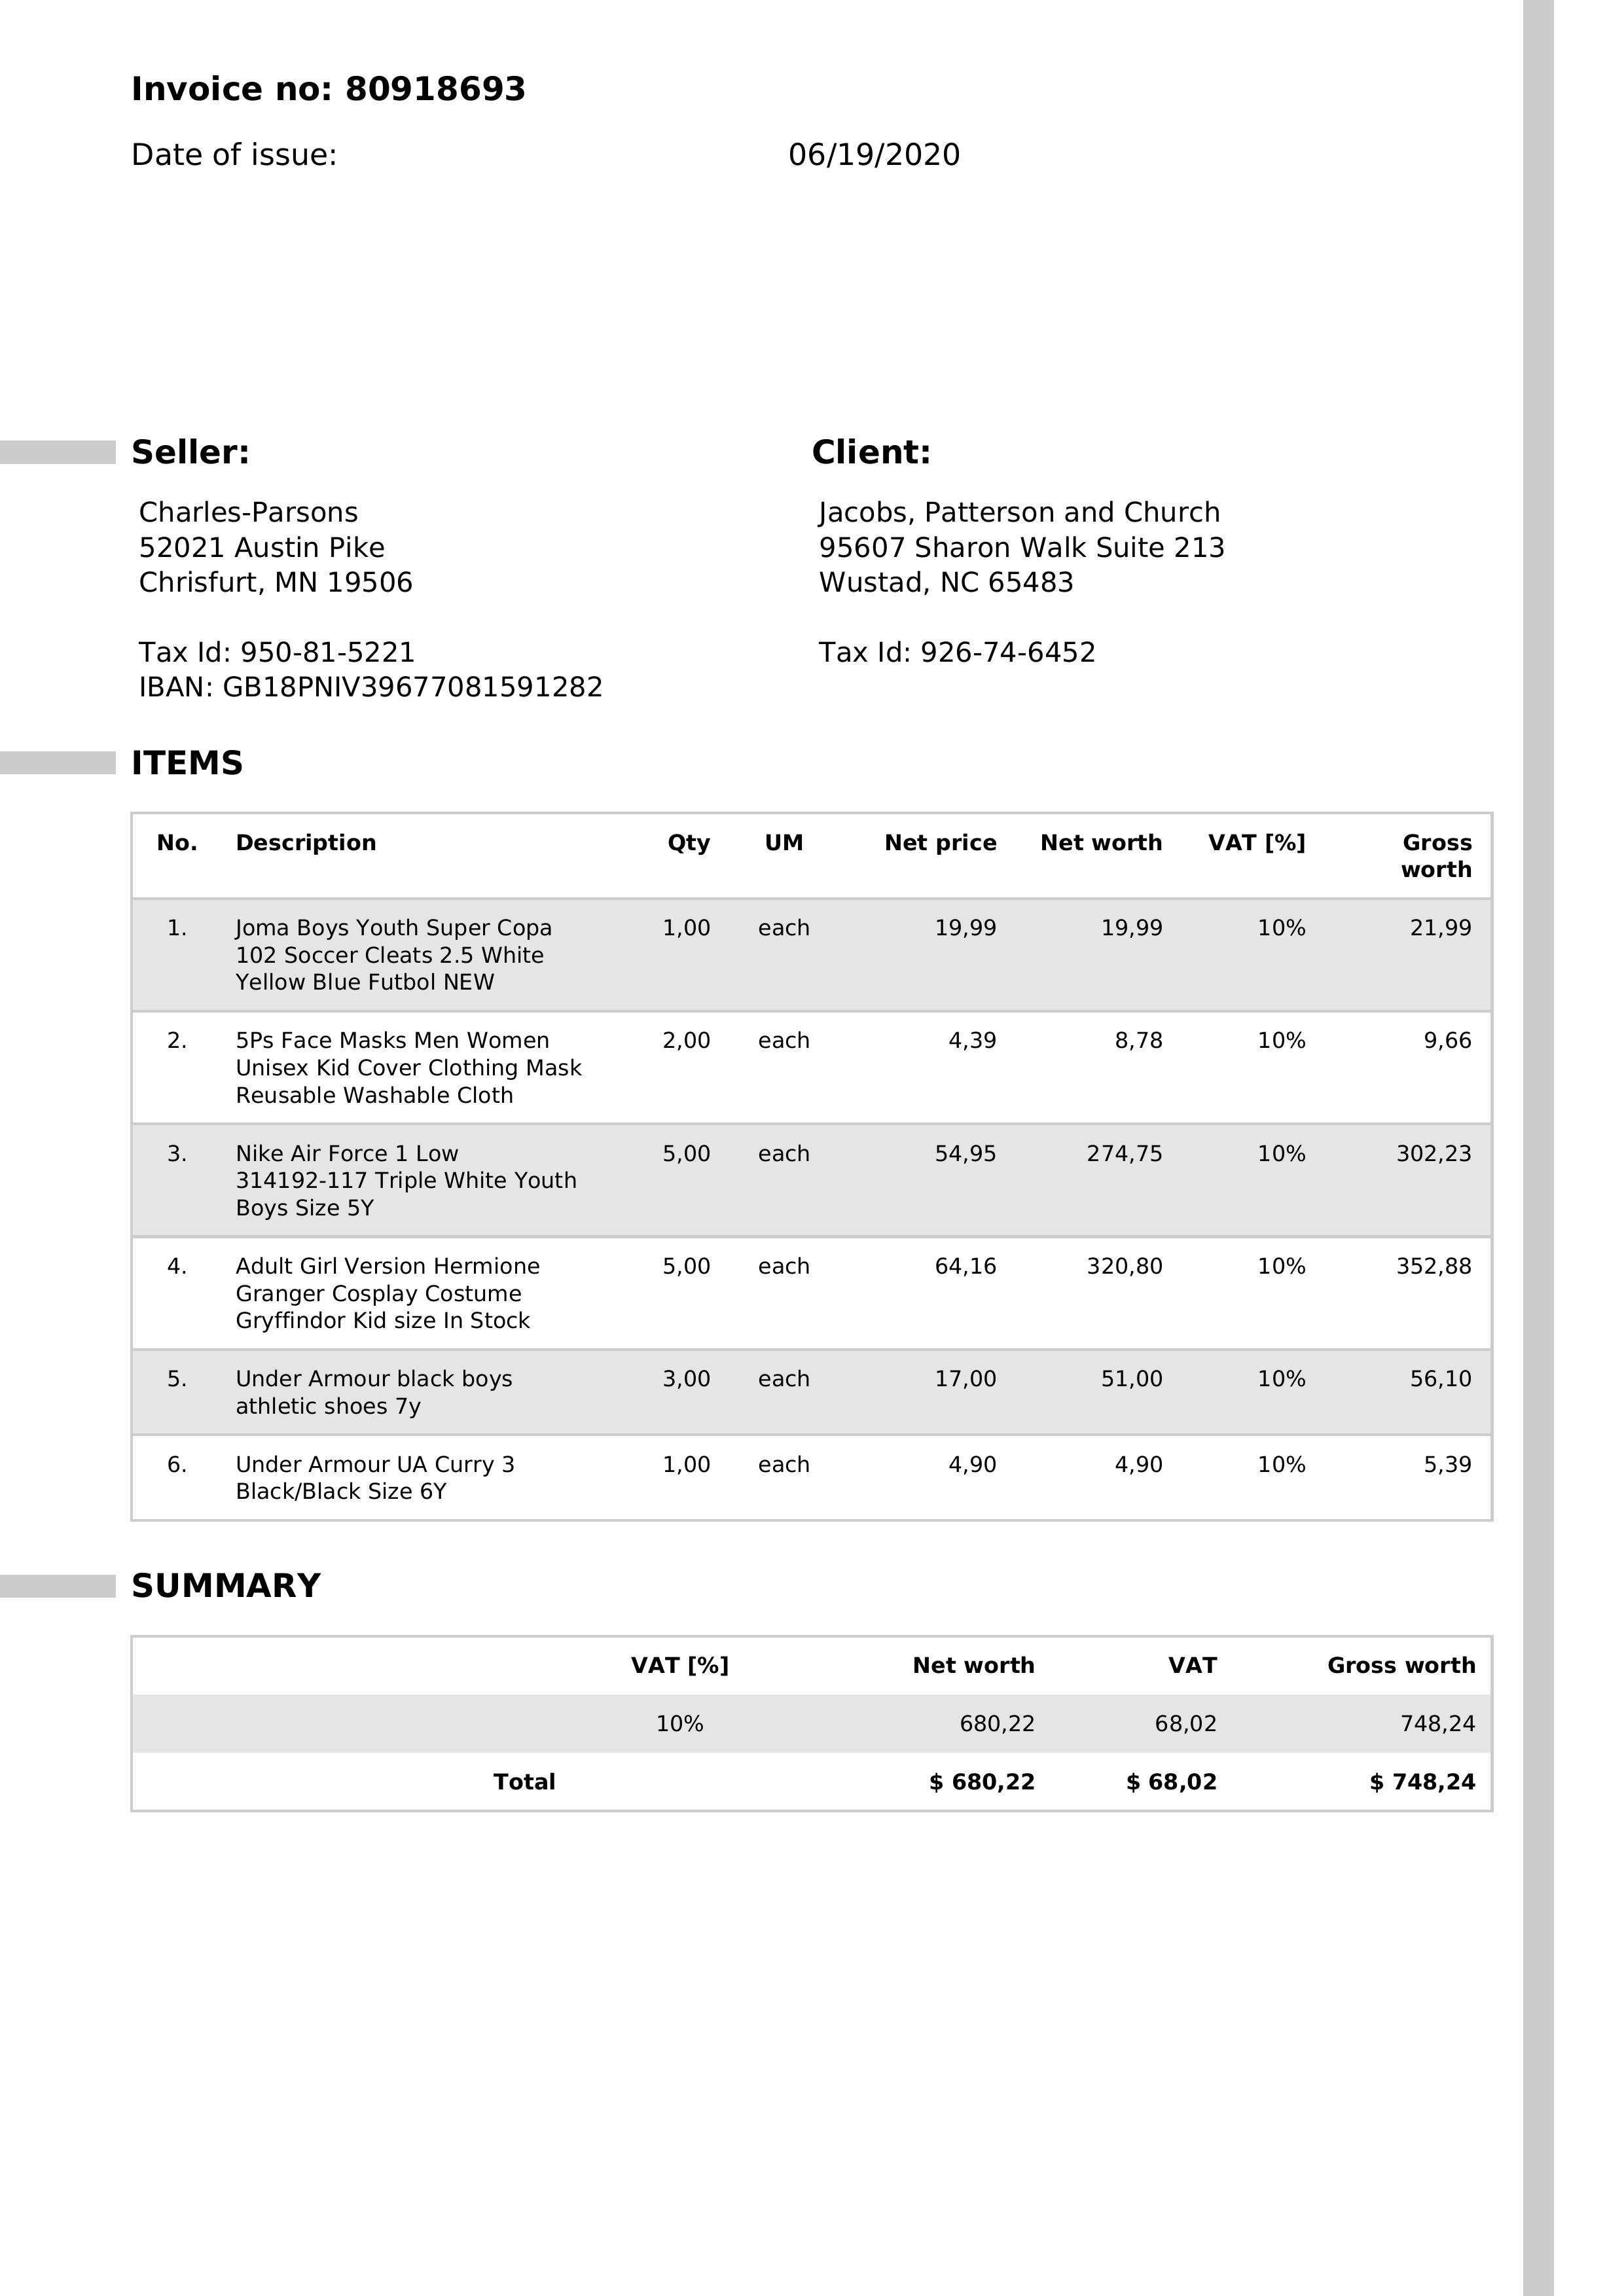 Invoice no: 80918693
Date of issue: 06/19/2020
Seller:
Charles-Parsons
52021 Austin Pike
Chrisfurt, MN 19506
Tax Id: 950-81-5221
IBAN: GB18PNIV39677081591282
Client:
Jacobs, Patterson and Church
95607 Sharon Walk Suite 213
Wustad, NC 65483
Tax Id: 926-74-6452
ITEMS
No. Description Qty UM Net price Net worth VAT [%] Gross
worth
1. Joma Boys Youth Super Copa 1,00 each 19,99 19,99 10% 21,99
102 Soccer Cleats 2.5 White
Yellow Blue Futbol NEW
2. 5Ps Face Masks Men Women 2,00 each 4,39 8,78 10% 9,66
Unisex Kid Cover Clothing Mask
Reusable Washable Cloth
3. Nike Air Force 1 Low 5,00 each 54,95 274,75 10% 302,23
314192-117 Triple White Youth
Boys Size 5Y
4. Adult Girl Version Hermione 5,00 each 64,16 320,80 10% 352,88
Granger Cosplay Costume
Gryffindor Kid size In Stock
5. Under Armour black boys 3,00 each 17,00 51,00 10% 56,10
athletic shoes 7y
6. Under Armour UA Curry 3 1,00 each 4,90 4,90 10% 5,39
Black/Black Size 6Y
SUMMARY
VAT [%] Net worth VAT Gross worth
10% 680,22 68,02 748,24
Total $ 680,22 $ 68,02 $ 748,24